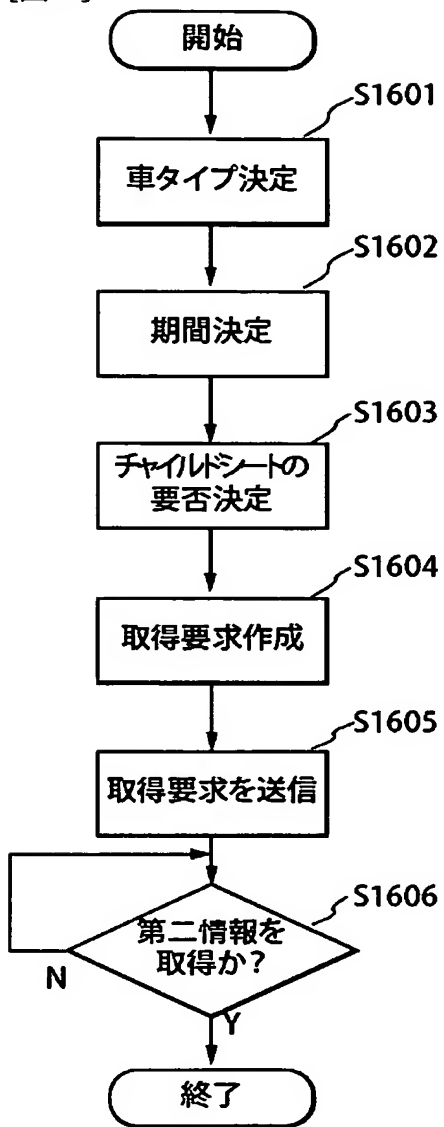 開始
S1601
車タイプ決定
S1602
期間決定
S1603
チャイルドシートの
要否決定
S1604
取得要求作成
S1605
取得要求を送信
S1606
第二情報を
取得か?
N
Y
終了